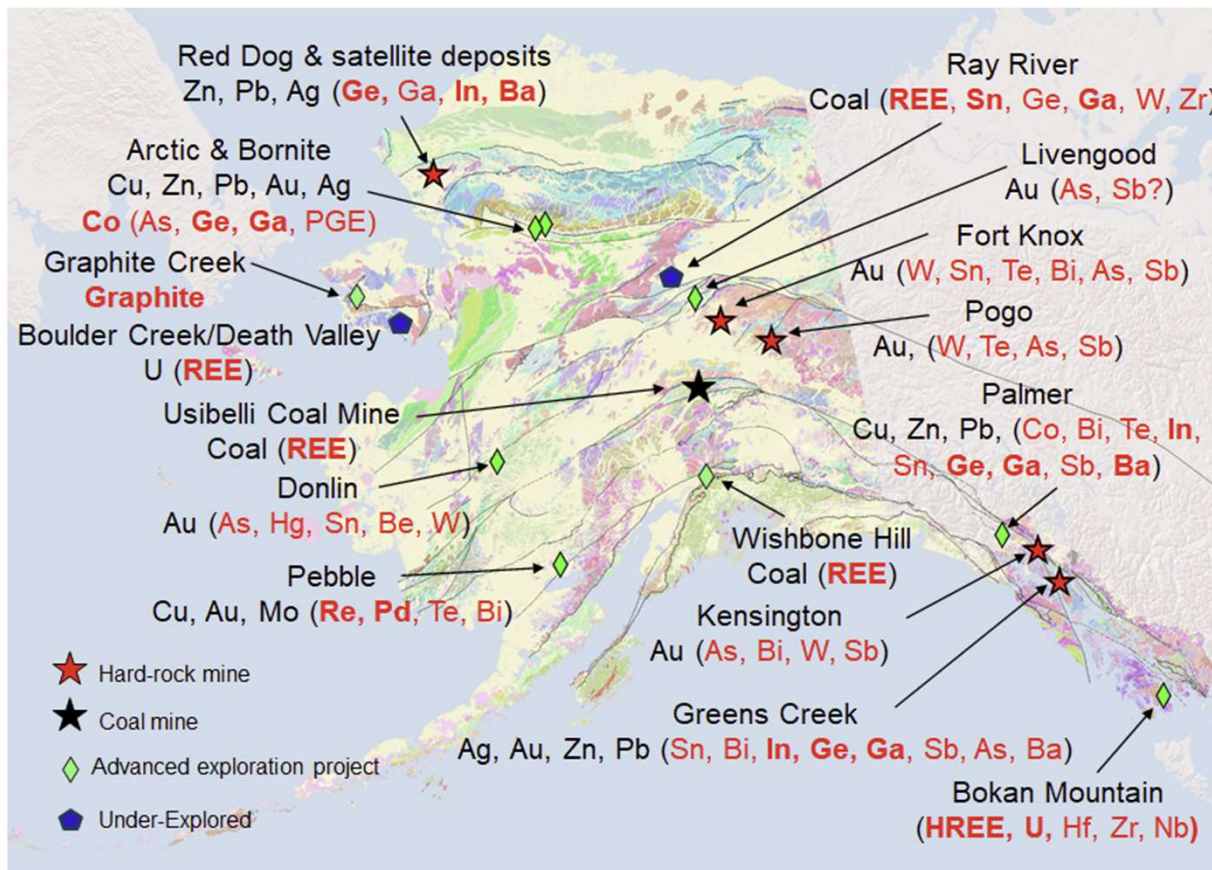 Red Dog & satellite deposits
Zn, Pb, Ag (Ge, Ga, In, Ba)
Arctic & Bornite
Cu, Zn, Pb, Au, Ag
Co (As, Ge, Ga, PGE)
Graphite Creek
Graphite
Boulder Creek/Death Valley
U (REE)
Usibelli Coal Mine
Coal (REE)
Donlin
Au (As, Hg, Sn, Be, W)
Pebble
Cu, Au, Mo (Re, Pd, Te, Bi)
Ray River
Coal (REE, Sn, Ge, Ga, W, Zr)
Livengood
Au (As, Sb?)
Fort Knox
Au (W, Sn, Te, Bi, As, Sb)
Pogo
Au, (W, Te, As, Sb)
Palmer
Cu, Zn, Pb, (Co, Bi, Te, In,
Sn, Ge, Ga, Sb, Ba)
Wishbone Hill
Coal (REE)
Kensington
Au (As, Bi, W, Sb)
Greens Creek
Ag, Au, Zn, Pb (Sn, Bi, In, Ge, Ga, Sb, As, Ba)
Bokan Mountain
(HREE, U, Hf, Zr, Nb)
Hard-rock mine
Coal mine
Advanced exploration project
Under-Explored